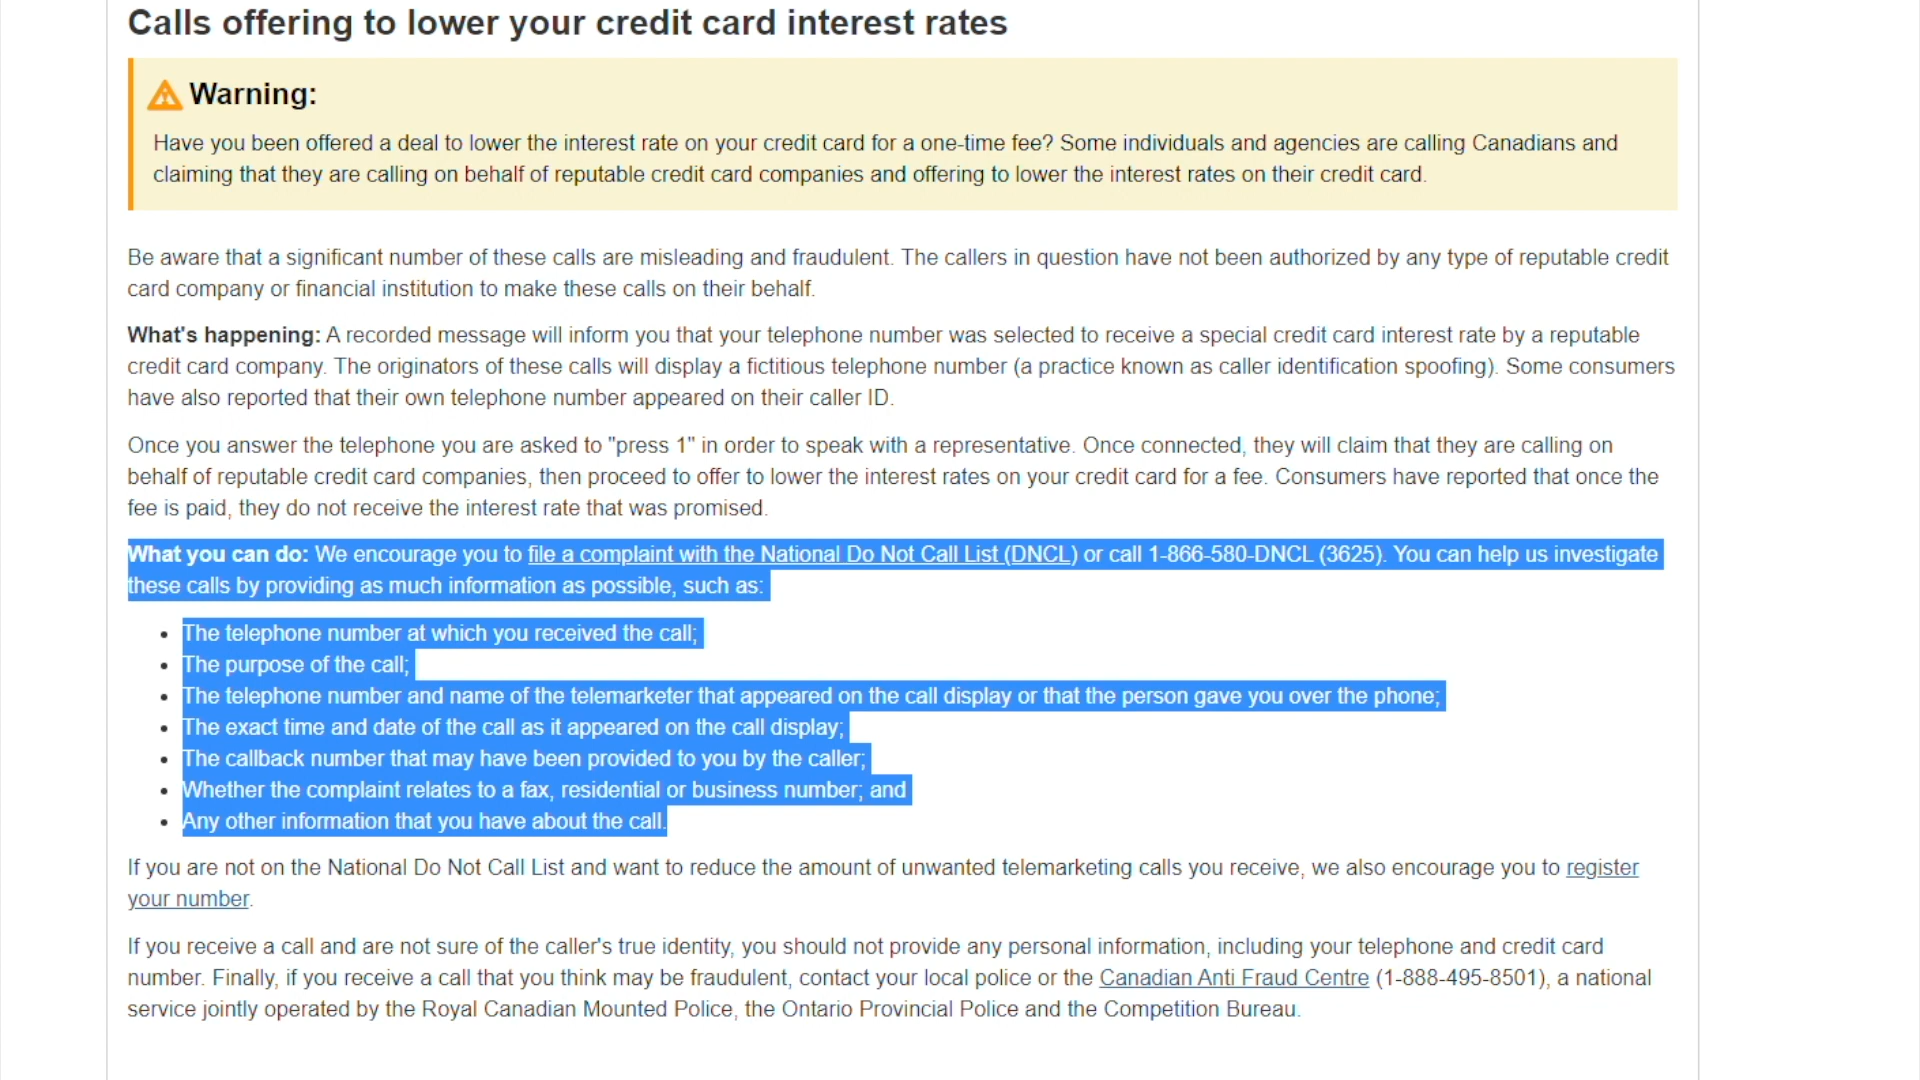 Calls offering to lower your credit card interest rates
Warning:
Have you been offered a deal to lower the interest rate on your credit card for a one-time fee? Some individuals and agencies are calling Canadians and
claiming that they are calling on behalf of reputable credit card companies and offering to lower the interest rates on their credit card.
Be aware that a significant number of these calls are misleading and fraudulent. The callers in question have not been authorized by any type of reputable credit
card company or financial institution to make these calls on their behalf.
What's happening: A recorded message will inform you that your telephone number was selected to receive a special credit card interest rate by a reputable
credit card company. The originators of these calls will display a fictitious telephone number (a practice known as caller identification spoofing). Some consumers
have also reported that their own telephone number appeared on their caller ID.
Once you answer the telephone you are asked to "press 1" in order to speak with a representative. Once connected, they will claim that they are calling on
behalf of reputable credit card companies, then proceed to offer to lower the interest rates on your credit card for a fee. Consumers have reported that once the
fee is paid, they do not receive the interest rate that was promised.
What you can do: We encourage you to file a complaint with the National Do Not Call List (DNCL) or call 1-866-580-DNCL (3625). You can help us investigate
these calls by providing as much information as possible, such as:
• The telephone number at which you received the call;
• The purpose of the call;
• The telephone number and name of the telemarketer that appeared on the call display or that the person gave you over the phone;
• The exact time and date of the call as it appeared on the call display;
• The callback number that may have been provided to you by the caller;
• Whether the complaint relates to a fax, residential or business number; and
• Any other information that you have about the call.
If you are not on the National Do Not Call List and want to reduce the amount of unwanted telemarketing calls you receive, we also encourage you to register
your number.
If you receive a call and are not sure of the caller's true identity, you should not provide any personal information, including your telephone and credit card
number. Finally, if you receive a call that you think may be fraudulent, contact your local police or the Canadian Anti Fraud Centre (1-888-495-8501), a national
service jointly operated by the Royal Canadian Mounted Police, the Ontario Provincial Police and the Competition Bureau.